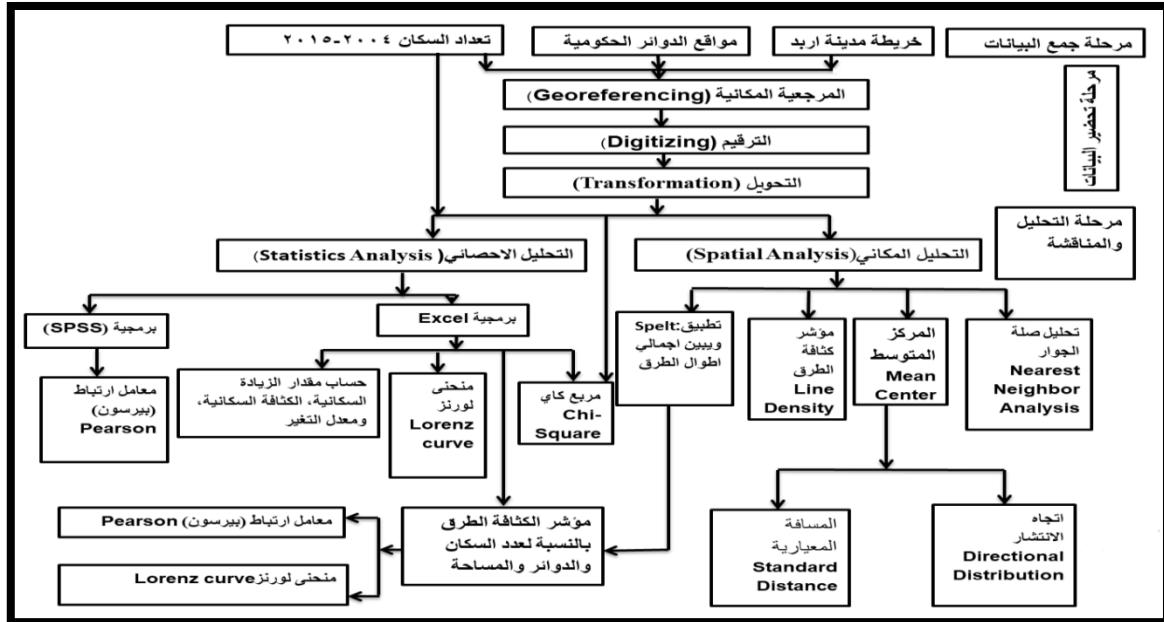 مرحلة جمع البيانات
خريطة مدينة اربد
مواقع الدوائر الحكومية
تعداد السكان ٢٠٠٤-٢٠١٥
مرحلة تحضير البيانات
المرجعية المكانية (Georeferencing)
الترقيم (Digitizing)
التحويل (Transformation)
مرحلة التحليل
والمناقشة
التحليل المكاني(Spatial Analysis)
التحليل الاحصائي( Statistics Analysis)
تحليل صلة
الجوار
Nearest
Neighbor
Analysis
المركز
المتوسط
Mean
Center
مؤشر
كثافة
الطرق
Line
Density
تطبيق:Spelt
ويبين اجمالي
اطوال الطرق
برمجية Excel
برمجية (SPSS)
مربع كاي
Chi-
Square
منحنى
لورنز
Lorenz
curve
حساب مقدار الزيادة
السكانية، الكثافة السكانية،
ومعدل التغير
معامل ارتباط
(بيرسون)
Pearson
اتجاه
الانتشار
Directional
Distribution
المسافة
المعيارية
Standard
Distance
مؤشر الكثافة الطرق
بالنسبة لعدد السكان
والدوائر والمساحة
معامل ارتباط (بيرسون) Pearson
منحنى لورنزLorenz curve